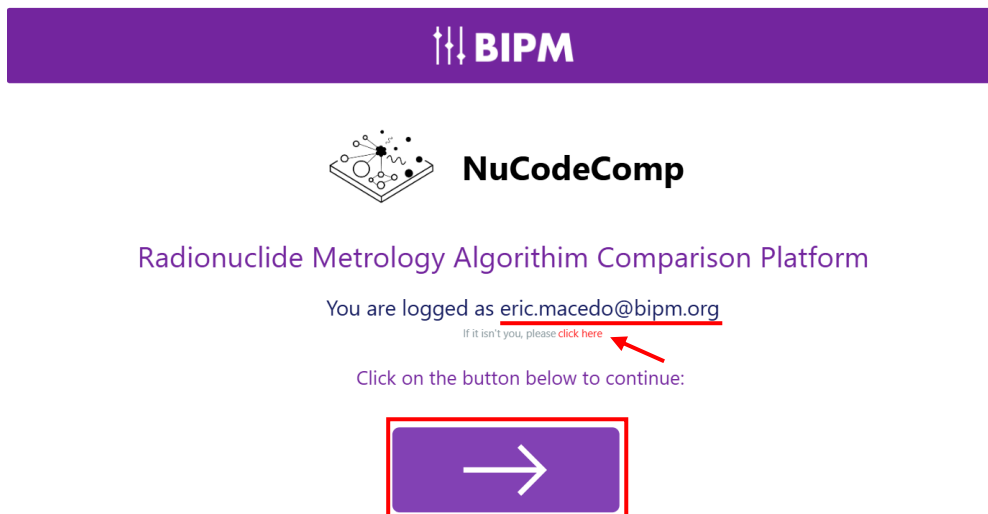 BIPM
NuCodeComp
Radionuclide Metrology Algorithim Comparison Platform
You are logged as eric.macedo@bipm.org
If it isn't you, please click here
Click on the button below to continue: